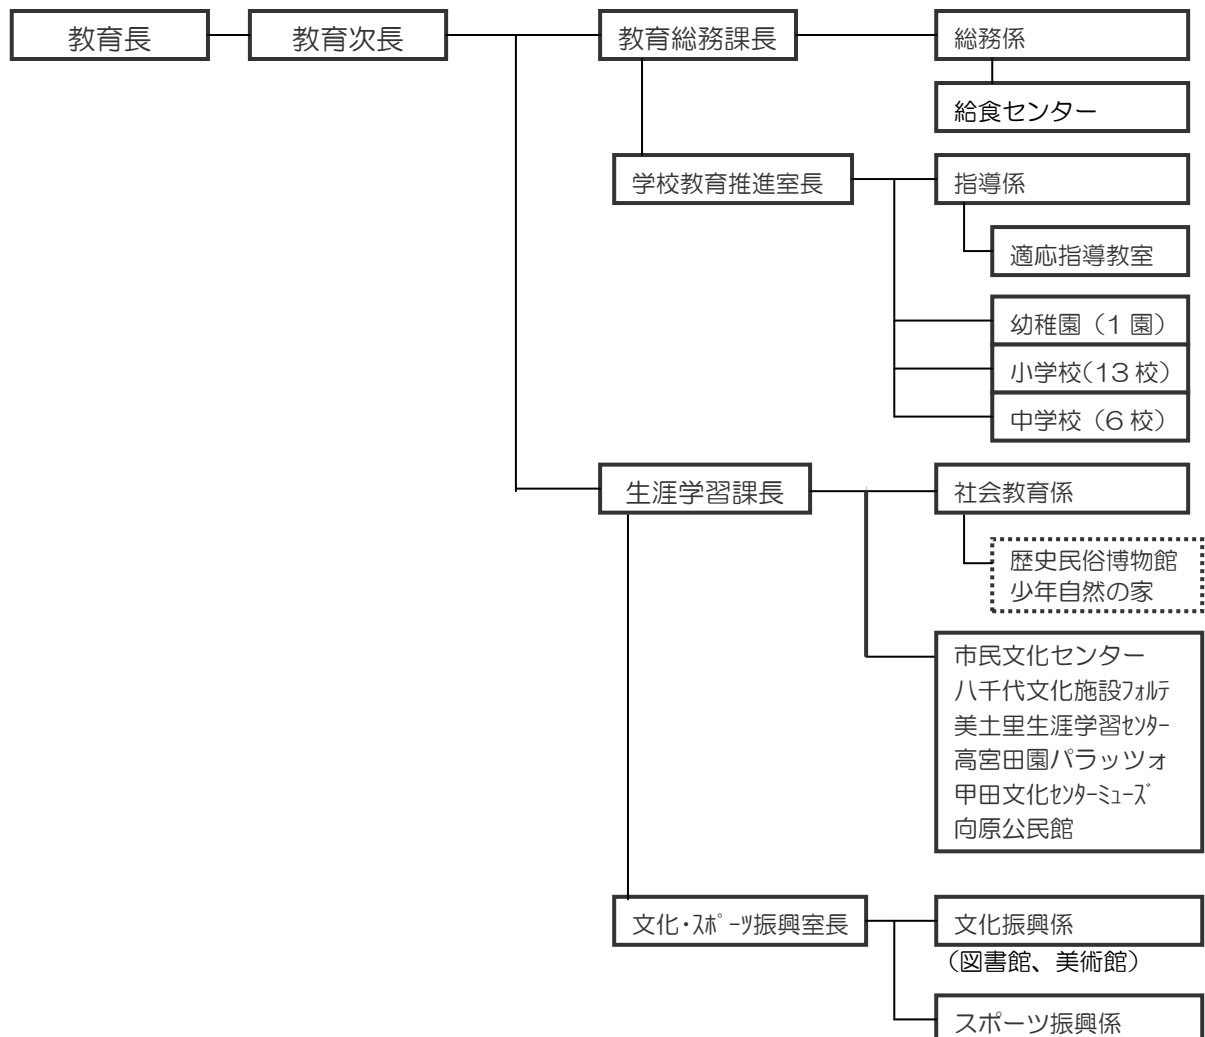 教育長
教育次長
教育総務課長
総務係
給食センター
学校教育推進室長
指導係
適応指導教室
幼稚園（1園）
小学校(13校)
中学校（6校）
生涯学習課長
社会教育係
歴史民俗博物館
少年自然の家
市民文化センター
八千代文化施設ﾌｫﾙﾃ
美土里生涯学習ｾﾝﾀｰ
高宮田園パラッツォ
甲田文化ｾﾝﾀｰﾐｭｰｽﾞ
向原公民館
文化・ｽﾎﾟｰﾂ振興室長
文化振興係
（図書館、美術館）
スポーツ振興係